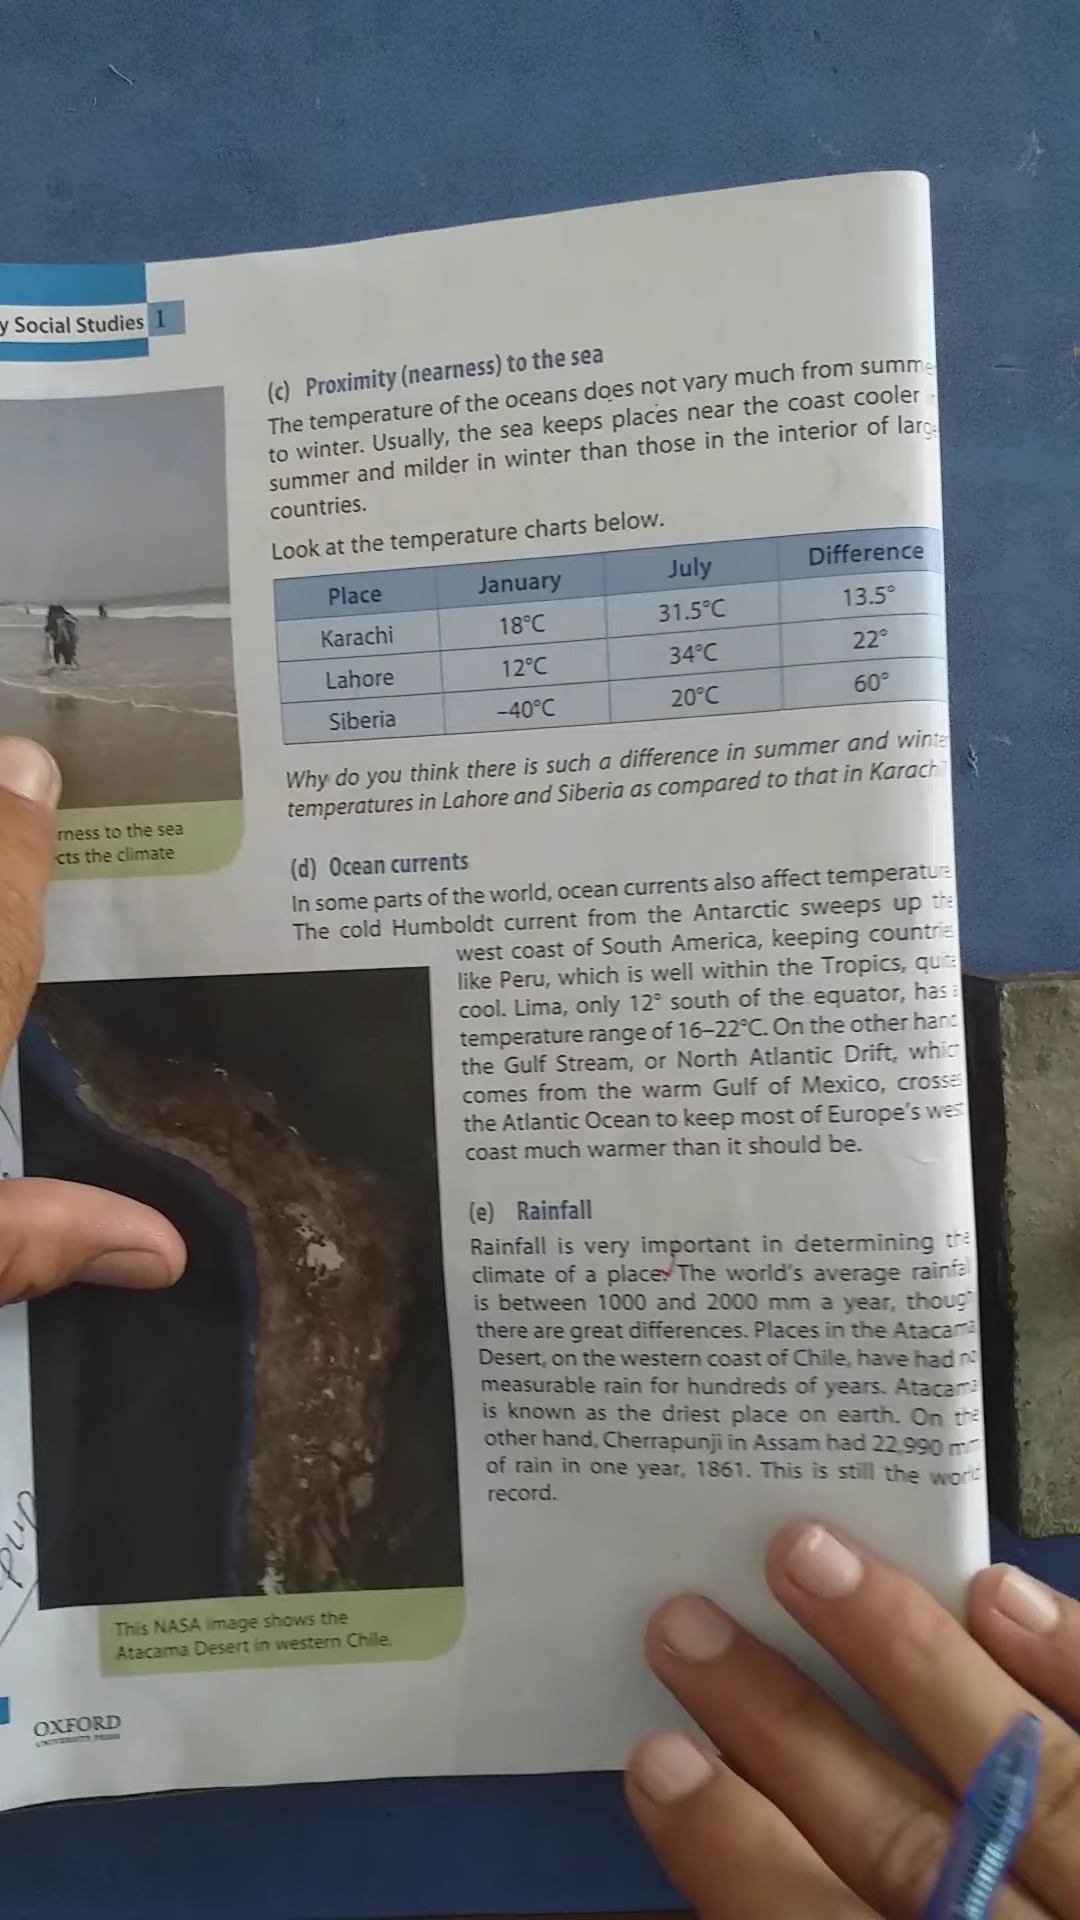 y Social Studies 1
(c) Proximity (nearness) to the sea
The temperature of the oceans does not vary much from summe
to winter. Usually, the sea keeps places near the coast cooler
summer and milder in winter than those in the interior of larg
countries.
Look at the temperature charts below.
Place January July Difference
Karachi 18°C 31.5°C 13.5°
Lahore 12°C 34°C 22°
Siberia –40°C 20°C 60°
Why do you think there is such a difference in summer and winte
temperatures in Lahore and Siberia as compared to that in Karach
rness to the sea
cts the climate
(d) Ocean currents
In some parts of the world, ocean currents also affect temperature
The cold Humboldt current from the Antarctic sweeps up the
west coast of South America, keeping countrie
like Peru, which is well within the Tropics, quite
cool. Lima, only 12° south of the equator, has a
temperature range of 16–22°C. On the other hand
the Gulf Stream, or North Atlantic Drift, which
comes from the warm Gulf of Mexico, crosses
the Atlantic Ocean to keep most of Europe's west
coast much warmer than it should be.
(e) Rainfall
Rainfall is very important in determining the
climate of a place. The world's average rainfal
is between 1000 and 2000 mm a year, though
there are great differences. Places in the Atacama
Desert, on the western coast of Chile, have had no
measurable rain for hundreds of years. Atacama
is known as the driest place on earth. On the
other hand, Cherrapunji in Assam had 22,990 mm
of rain in one year, 1861. This is still the world
record.
This NASA image shows the
Atacama Desert in western Chile.
OXFORD
UNIVERSITY PRESS